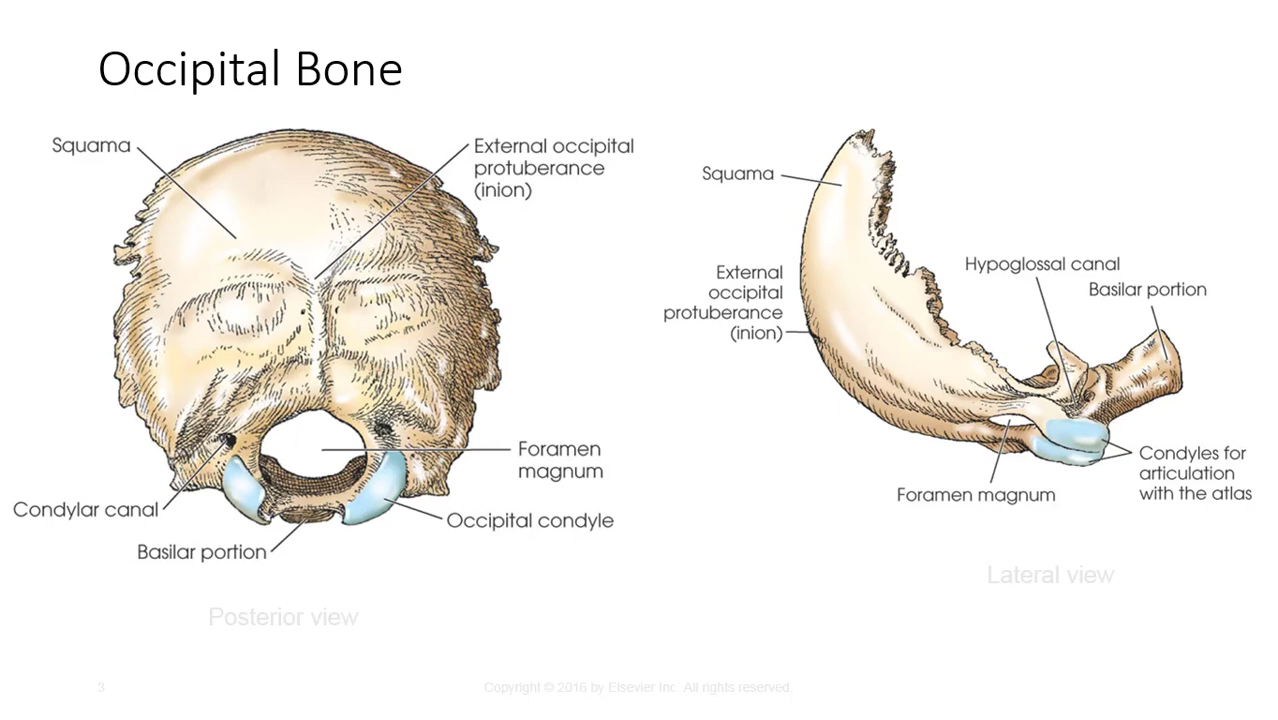 Occipital Bone
Squama
External occipital
protuberance
(inion)
Foramen
magnum
Condylar canal
Occipital condyle
Basilar portion
Posterior view
Squama
Hypoglossal canal
Basilar portion
External
occipital
protuberance
(inion)
Condyles for
articulation
with the atlas
Foramen magnum
Lateral view
3
Copyright © 2016 by Elsevier Inc. All rights reserved.